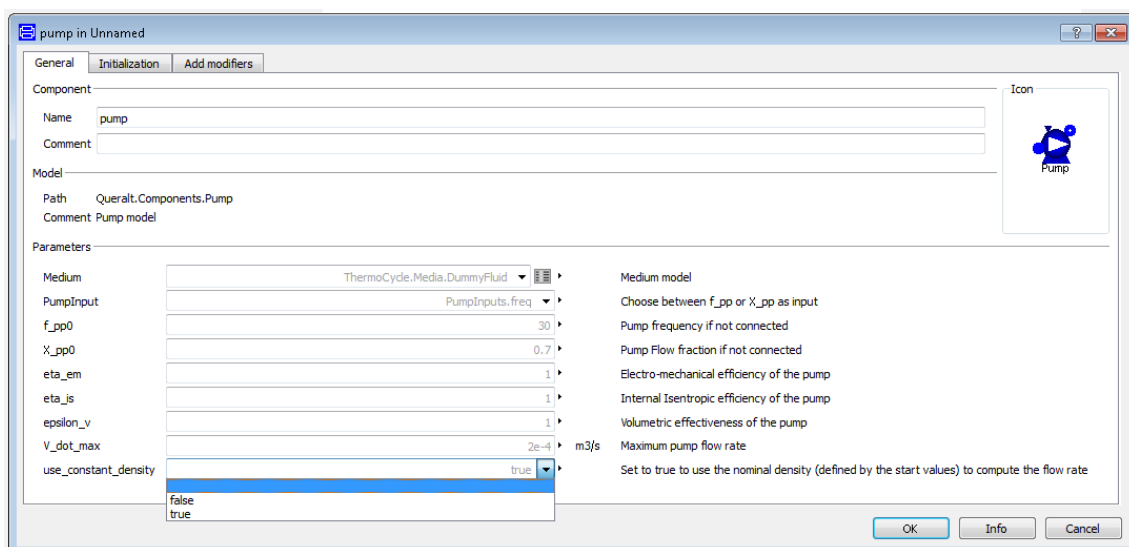 pump in Unnamed
General Initialization Add modifiers
Component
Icon
Name pump
Comment
Pump
Model
Path Queralt.Components.Pump
Comment Pump model
Parameters
Medium ThermoCycle.Media.DummyFluid Medium model
PumpInput PumpInputs.freq Choose between f_pp or X_pp as input
f_pp0 30 Pump frequency if not connected
X_pp0 0.7 Pump Flow fraction if not connected
eta_em 1 Electro-mechanical efficiency of the pump
eta_is 1 Internal Isentropic efficiency of the pump
epsilon_v 1 Volumetric effectiveness of the pump
V_dot_max 2e-4 m3/s Maximum pump flow rate
use_constant_density true Set to true to use the nominal density (defined by the start values) to compute the flow rate
false
true
OK Info Cancel